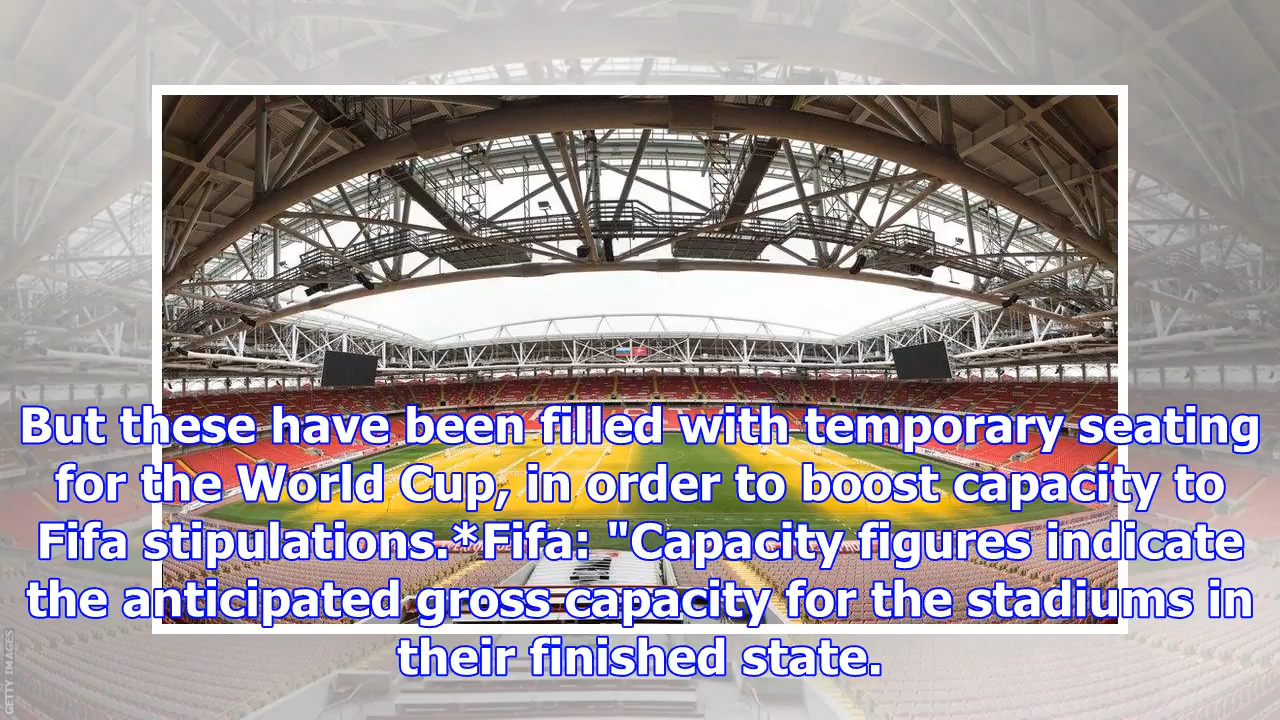 But these have been filled with temporary seating
for the World Cup, in order to boost capacity to
Fifa stipulations.*Fifa: "Capacity figures indicate
the anticipated gross capacity for the stadiums in
their finished state.
GETTY IMAGES